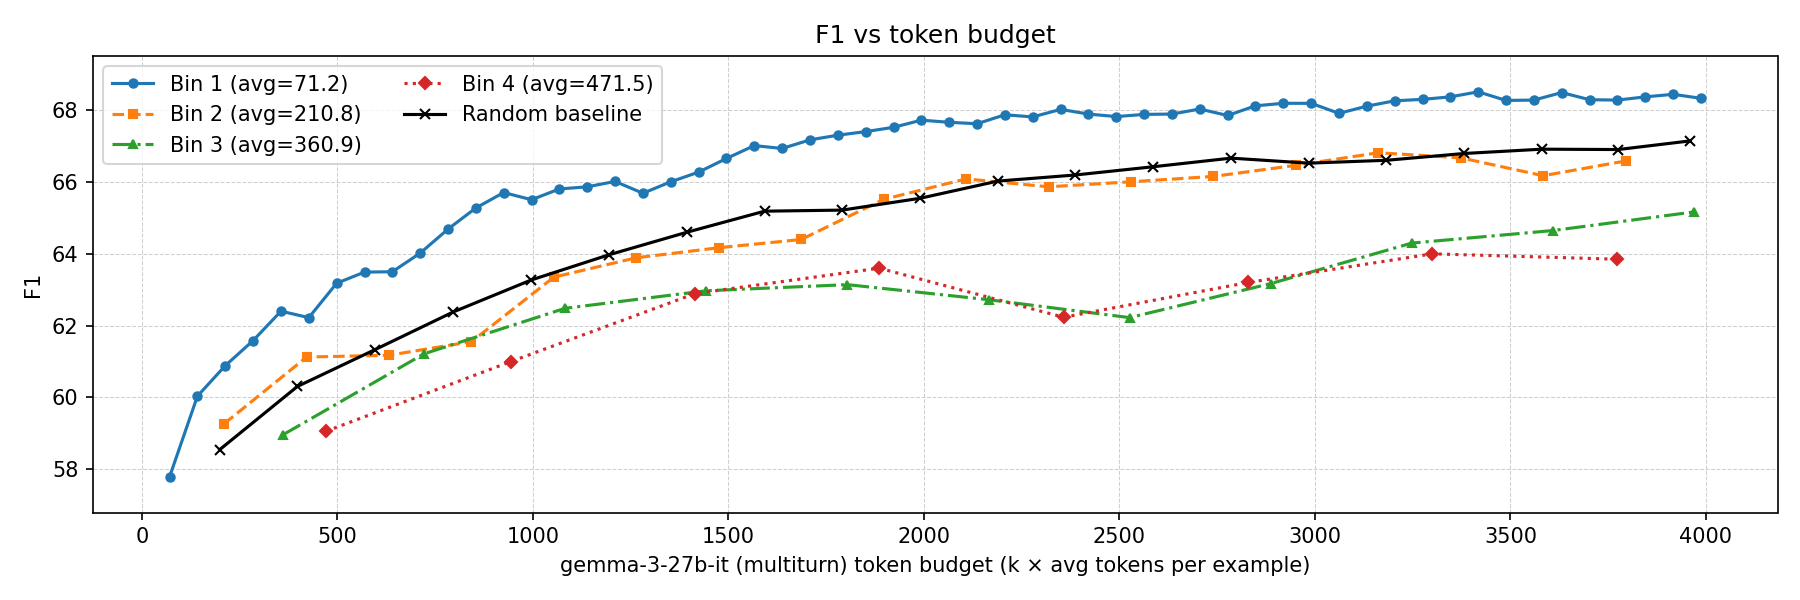 F1 vs token budget
Bin 1 (avg=71.2)
Bin 2 (avg=210.8)
Bin 3 (avg=360.9)
Bin 4 (avg=471.5)
Random baseline
F1
68
66
64
62
60
58
0 500 1000 1500 2000 2500 3000 3500 4000
gemma-3-27b-it (multiturn) token budget (k × avg tokens per example)